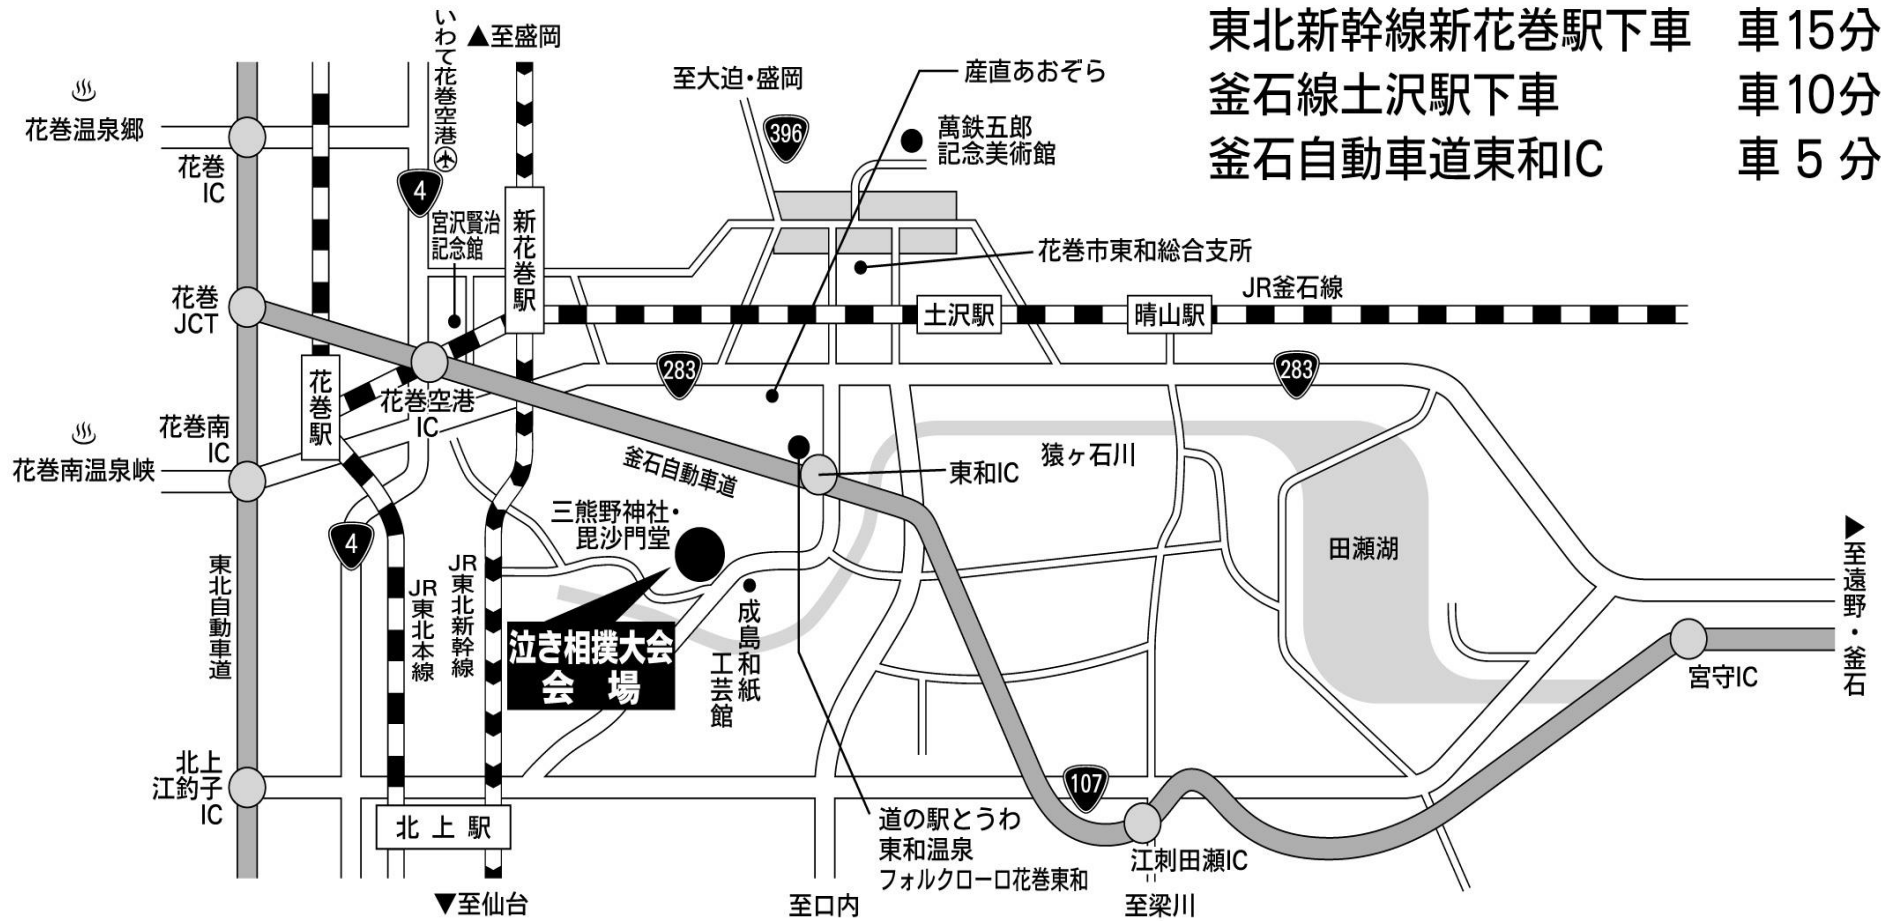 東北新幹線新花巻駅下車 車15分
釜石線土沢駅下車 車10分
釜石自動車道東和IC 車5分
いわて花巻空港
▲至盛岡
至大迫・盛岡
産直あおぞら
396
萬鉄五郎
記念美術館
花巻温泉郷
花巻
IC
4
宮沢賢治
記念館
新花巻駅
花巻市東和総合支所
JR釜石線
花巻
JCT
土沢駅
晴山駅
283
283
花巻駅
花巻空港
IC
花巻南
IC
花巻南温泉峡
釜石自動車道
東和IC
猿ヶ石川
三熊野神社・
毘沙門堂
4
田瀬湖
▶至遠野・釜石
東北自動車道
JR東北本線
JR東北新幹線
泣き相撲大会
会場
成島和紙
工芸館
宮守IC
北上
江釣子
IC
107
北上駅
道の駅とうわ
東和温泉
フォルクローロ花巻東和
江刺田瀬IC
▼至仙台
至口内
至梁川